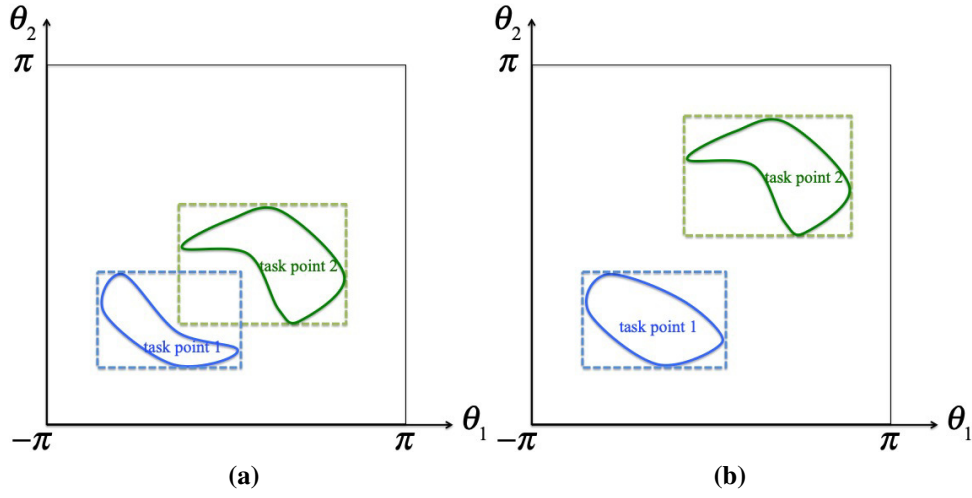 θ₂ θ₂
π π
task point 2
task point 2
task point 1
task point 1
θ₁ θ₁
−π π −π π
(a) (b)